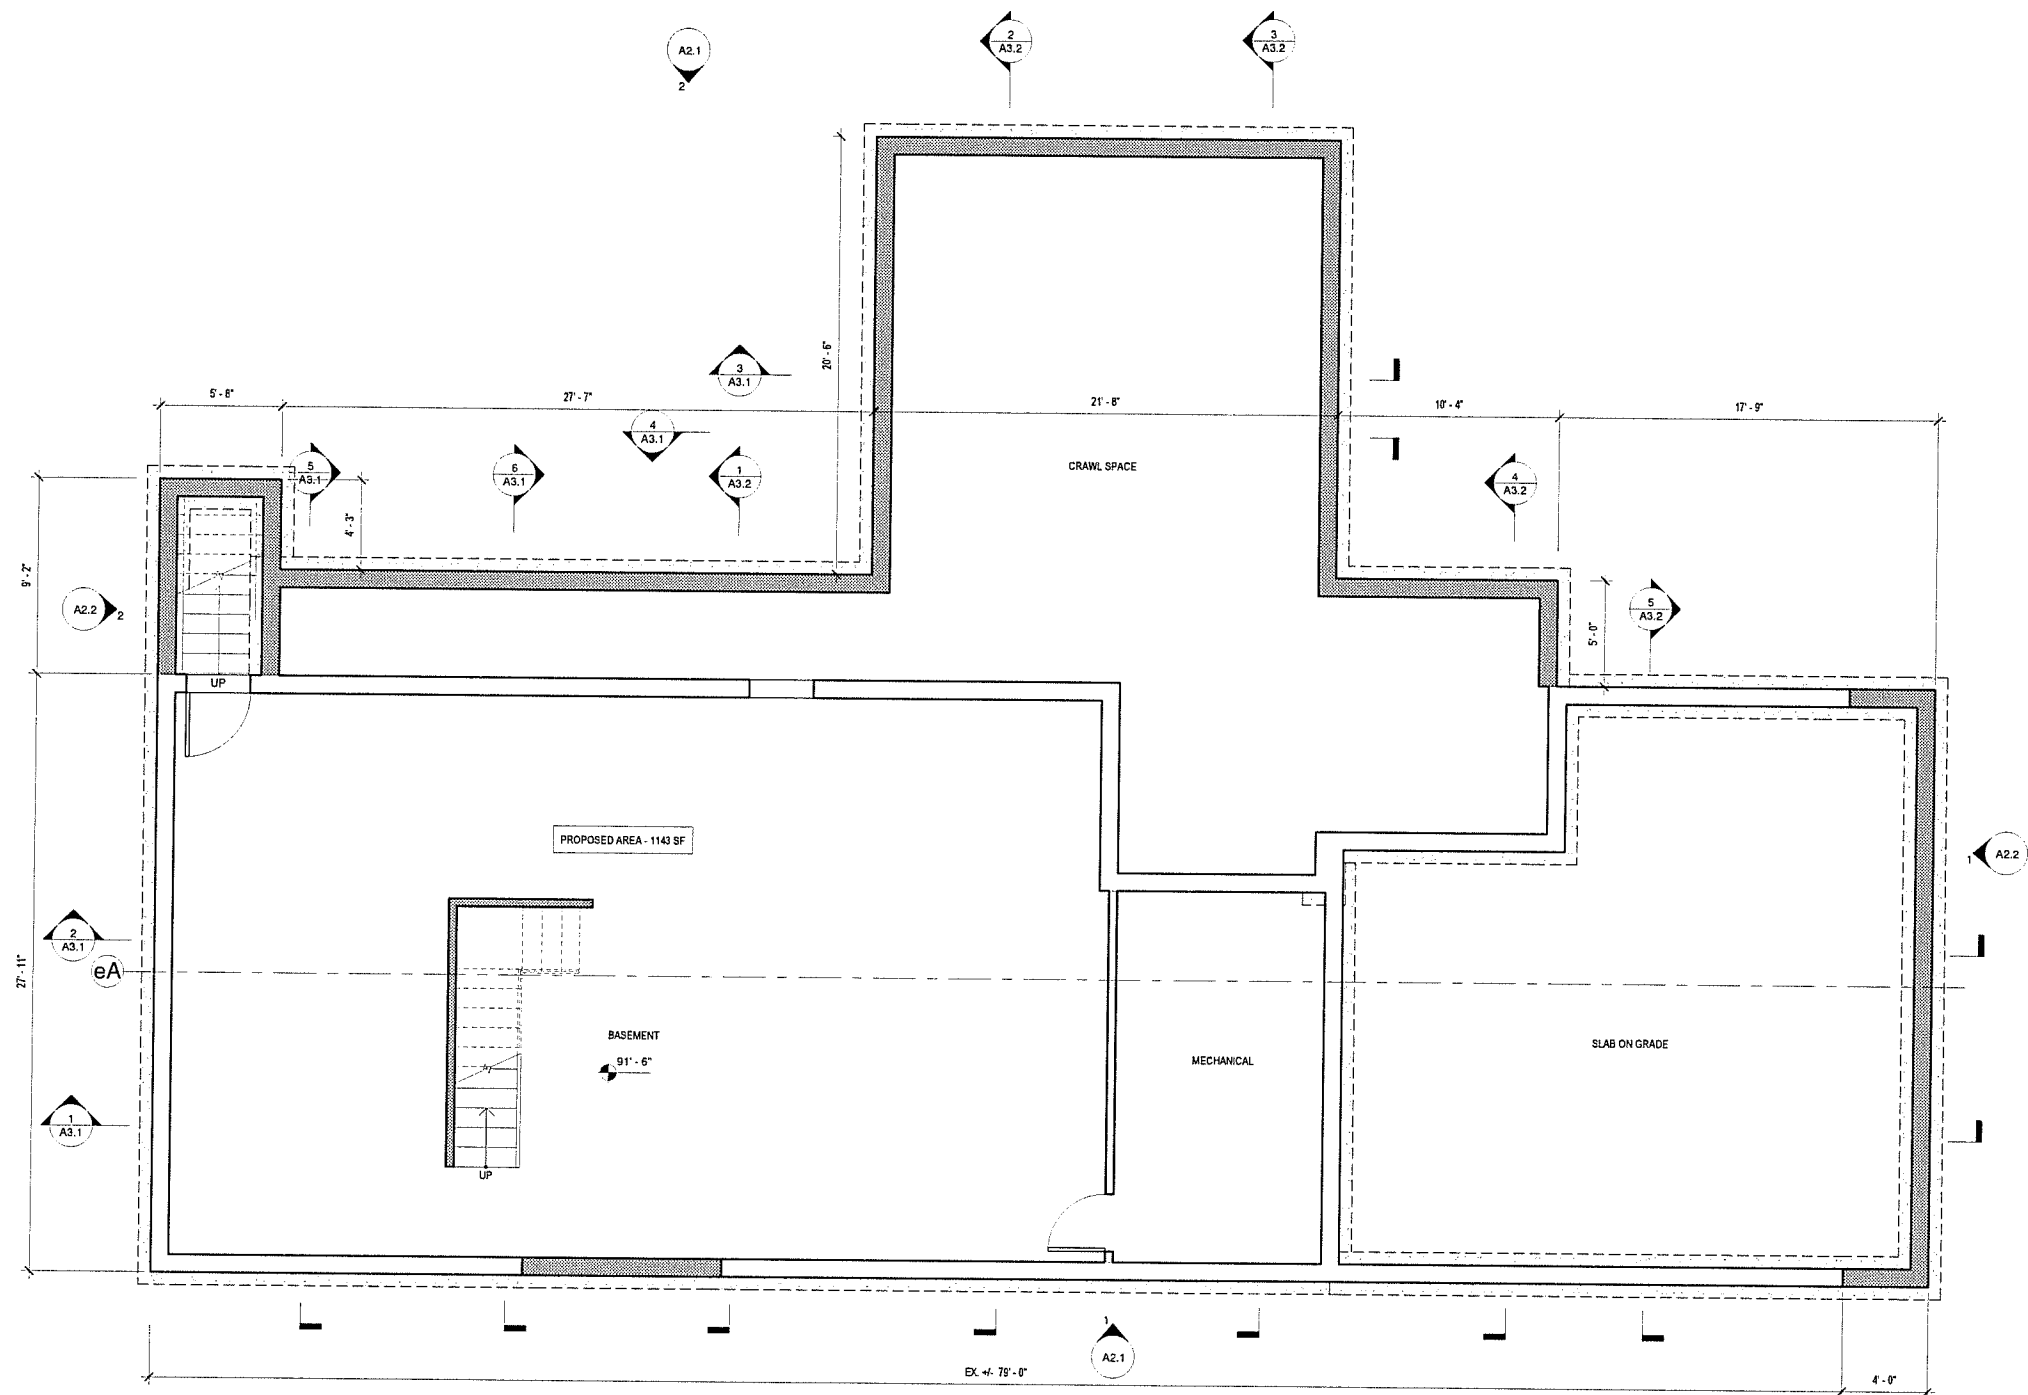 2
A3.2
3
A3.2
A2.1
2
20' - 6"
3
A3.1
5' - 8"
27' - 7"
21' - 8"
10' - 4"
17' - 9"
4
A3.1
5
A3.1
6
A3.1
1
A3.2
CRAWL SPACE
4
A3.2
4' - 3"
9' - 2"
A2.2
2
5
A3.2
5' - 0"
UP
PROPOSED AREA - 1143 SF
1
A2.2
2
A3.1
eA
27' - 11"
BASEMENT
91' - 6"
MECHANICAL
SLAB ON GRADE
1
A3.1
UP
1
A2.1
EX. +/- 79' - 0"
4' - 0"